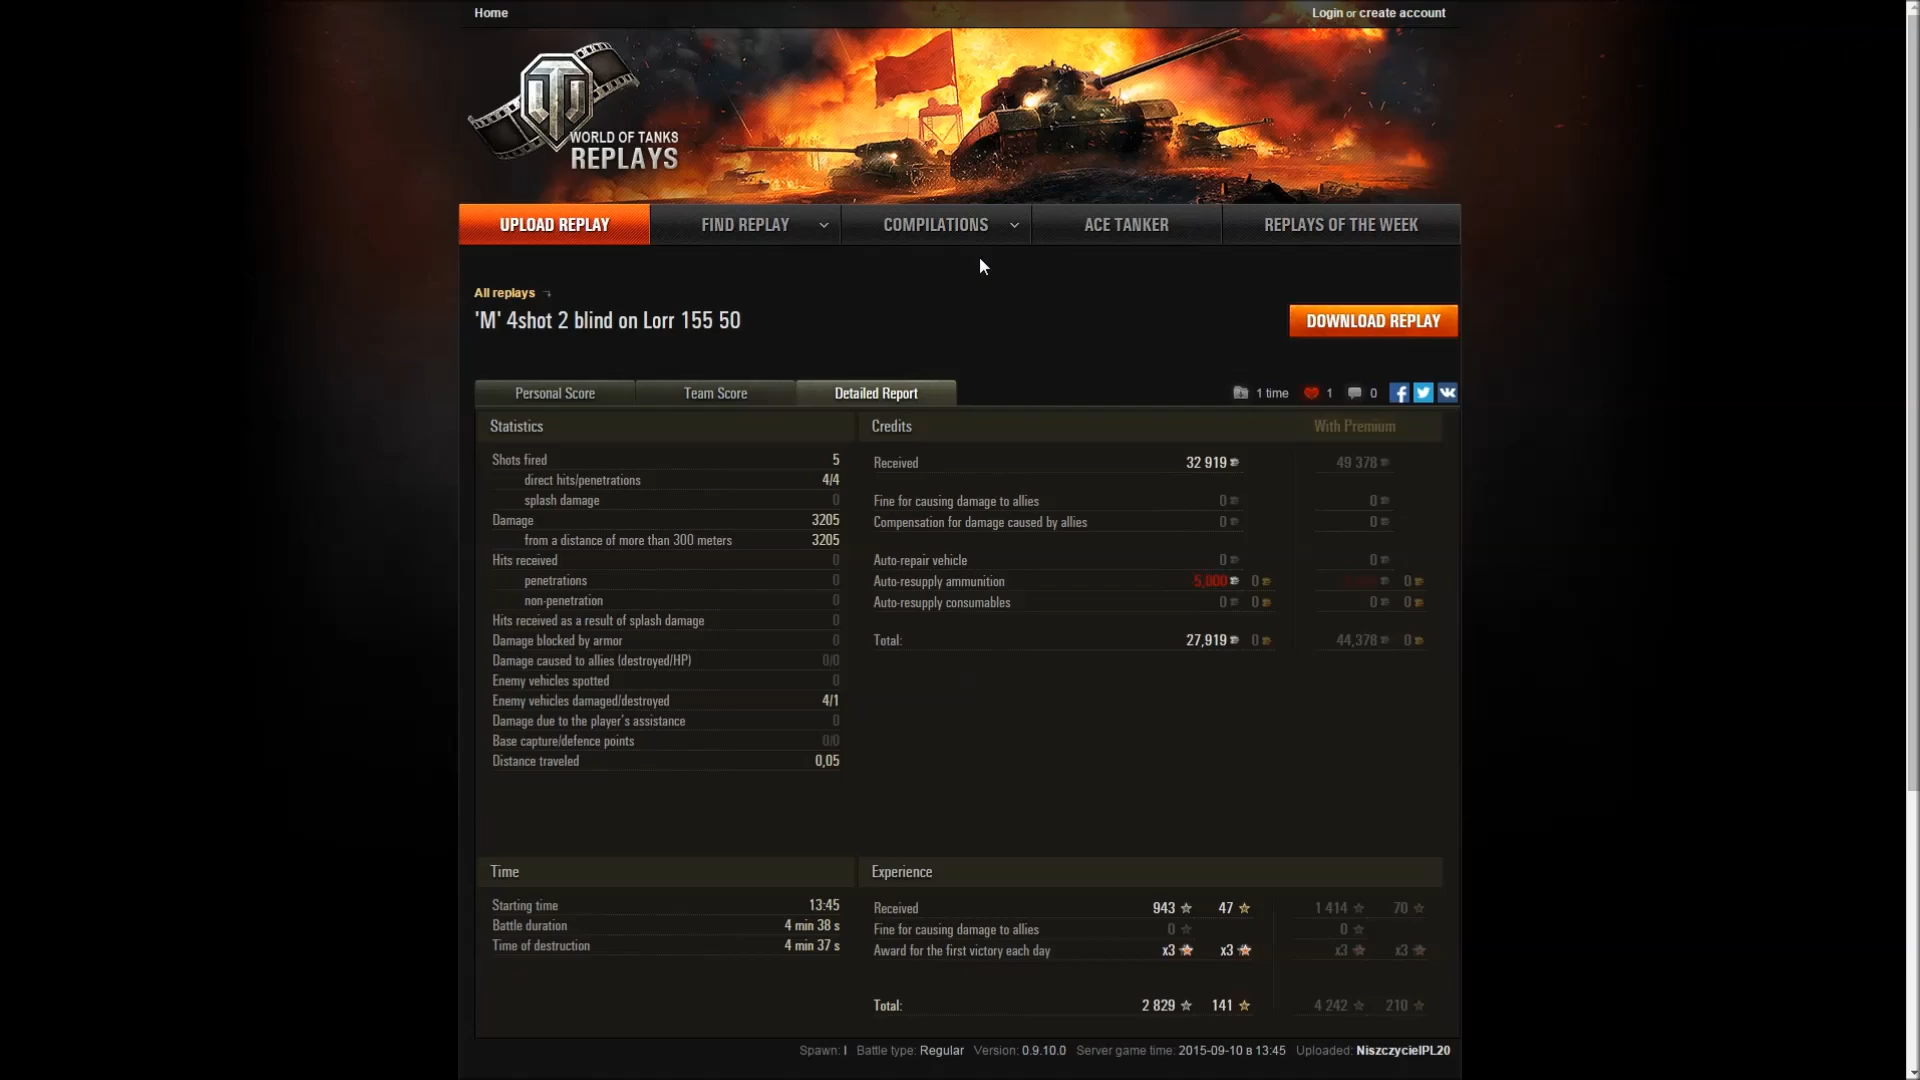 Home
Login or create account
WORLD OF TANKS
REPLAYS
UPLOAD REPLAY
FIND REPLAY
COMPILATIONS
ACE TANKER
REPLAYS OF THE WEEK
All replays
'M' 4shot 2 blind on Lorr 155 50
DOWNLOAD REPLAY
Personal Score
Team Score
Detailed Report
1 time 1 0
Statistics
Shots fired 5
direct hits/penetrations 4/4
splash damage 0
Damage 3205
from a distance of more than 300 meters 3205
Hits received 0
penetrations 0
non-penetration 0
Hits received as a result of splash damage 0
Damage blocked by armor 0
Damage caused to allies (destroyed/HP) 0/0
Enemy vehicles spotted 0
Enemy vehicles damaged/destroyed 4/1
Damage due to the player's assistance 0
Base capture/defence points 0/0
Distance traveled 0,05
Credits With Premium
Received 32 919 49 378
Fine for causing damage to allies 0 0
Compensation for damage caused by allies 0 0
Auto-repair vehicle 0 0
Auto-resupply ammunition 5,000 0 0
Auto-resupply consumables 0 0 0 0
Total: 27,919 0 44,378 0
Time
Starting time 13:45
Battle duration 4 min 38 s
Time of destruction 4 min 37 s
Experience
Received 943 47 1 414 70
Fine for causing damage to allies 0 0
Award for the first victory each day x3 x3 x3 x3
Total: 2 829 141 4 242 210
Spawn: I Battle type: Regular Version: 0.9.10.0 Server game time: 2015-09-10 в 13:45 Uploaded: NiszczycielPL20